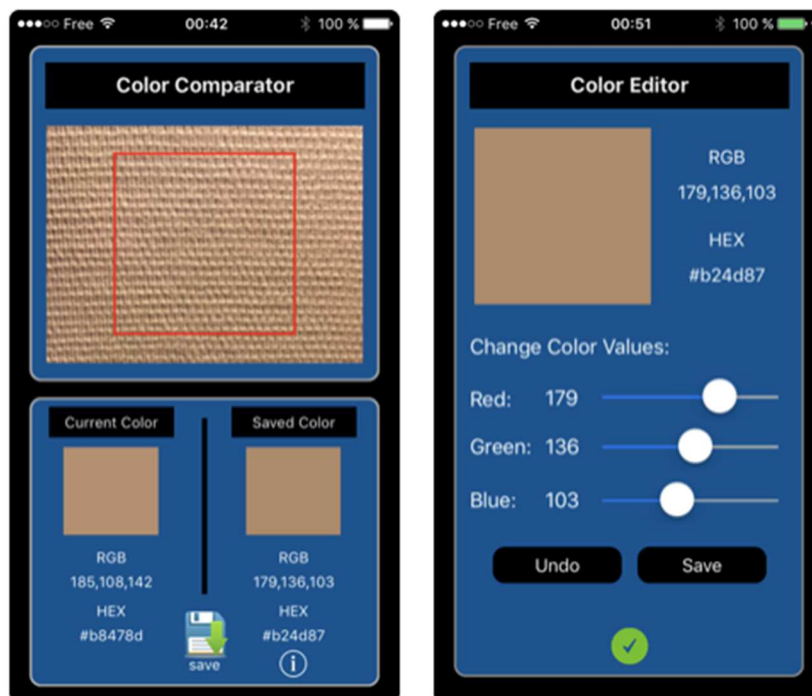 Free 00:42 100 %
Color Comparator
Current Color
Saved Color
RGB
185,108,142
HEX
#b8478d
RGB
179,136,103
HEX
#b24d87
save
Free 00:51 100 %
Color Editor
RGB
179,136,103
HEX
#b24d87
Change Color Values:
Red: 179
Green: 136
Blue: 103
Undo
Save